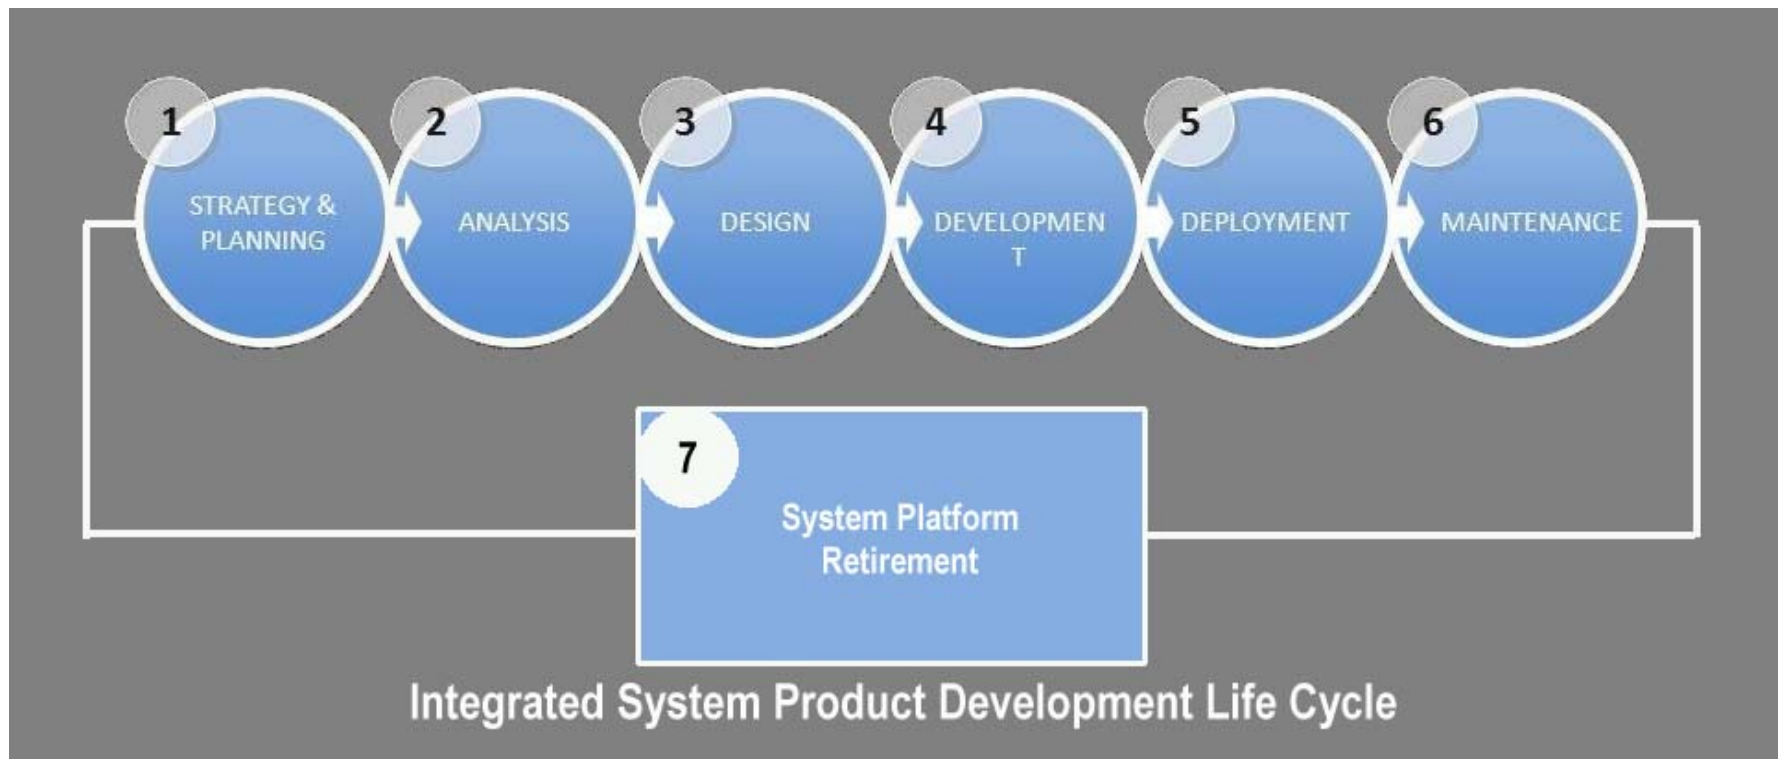 1
STRATEGY &
PLANNING
2
ANALYSIS
3
DESIGN
4
DEVELOPMEN
T
5
DEPLOYMENT
6
MAINTENANCE
7
System Platform
Retirement
Integrated System Product Development Life Cycle